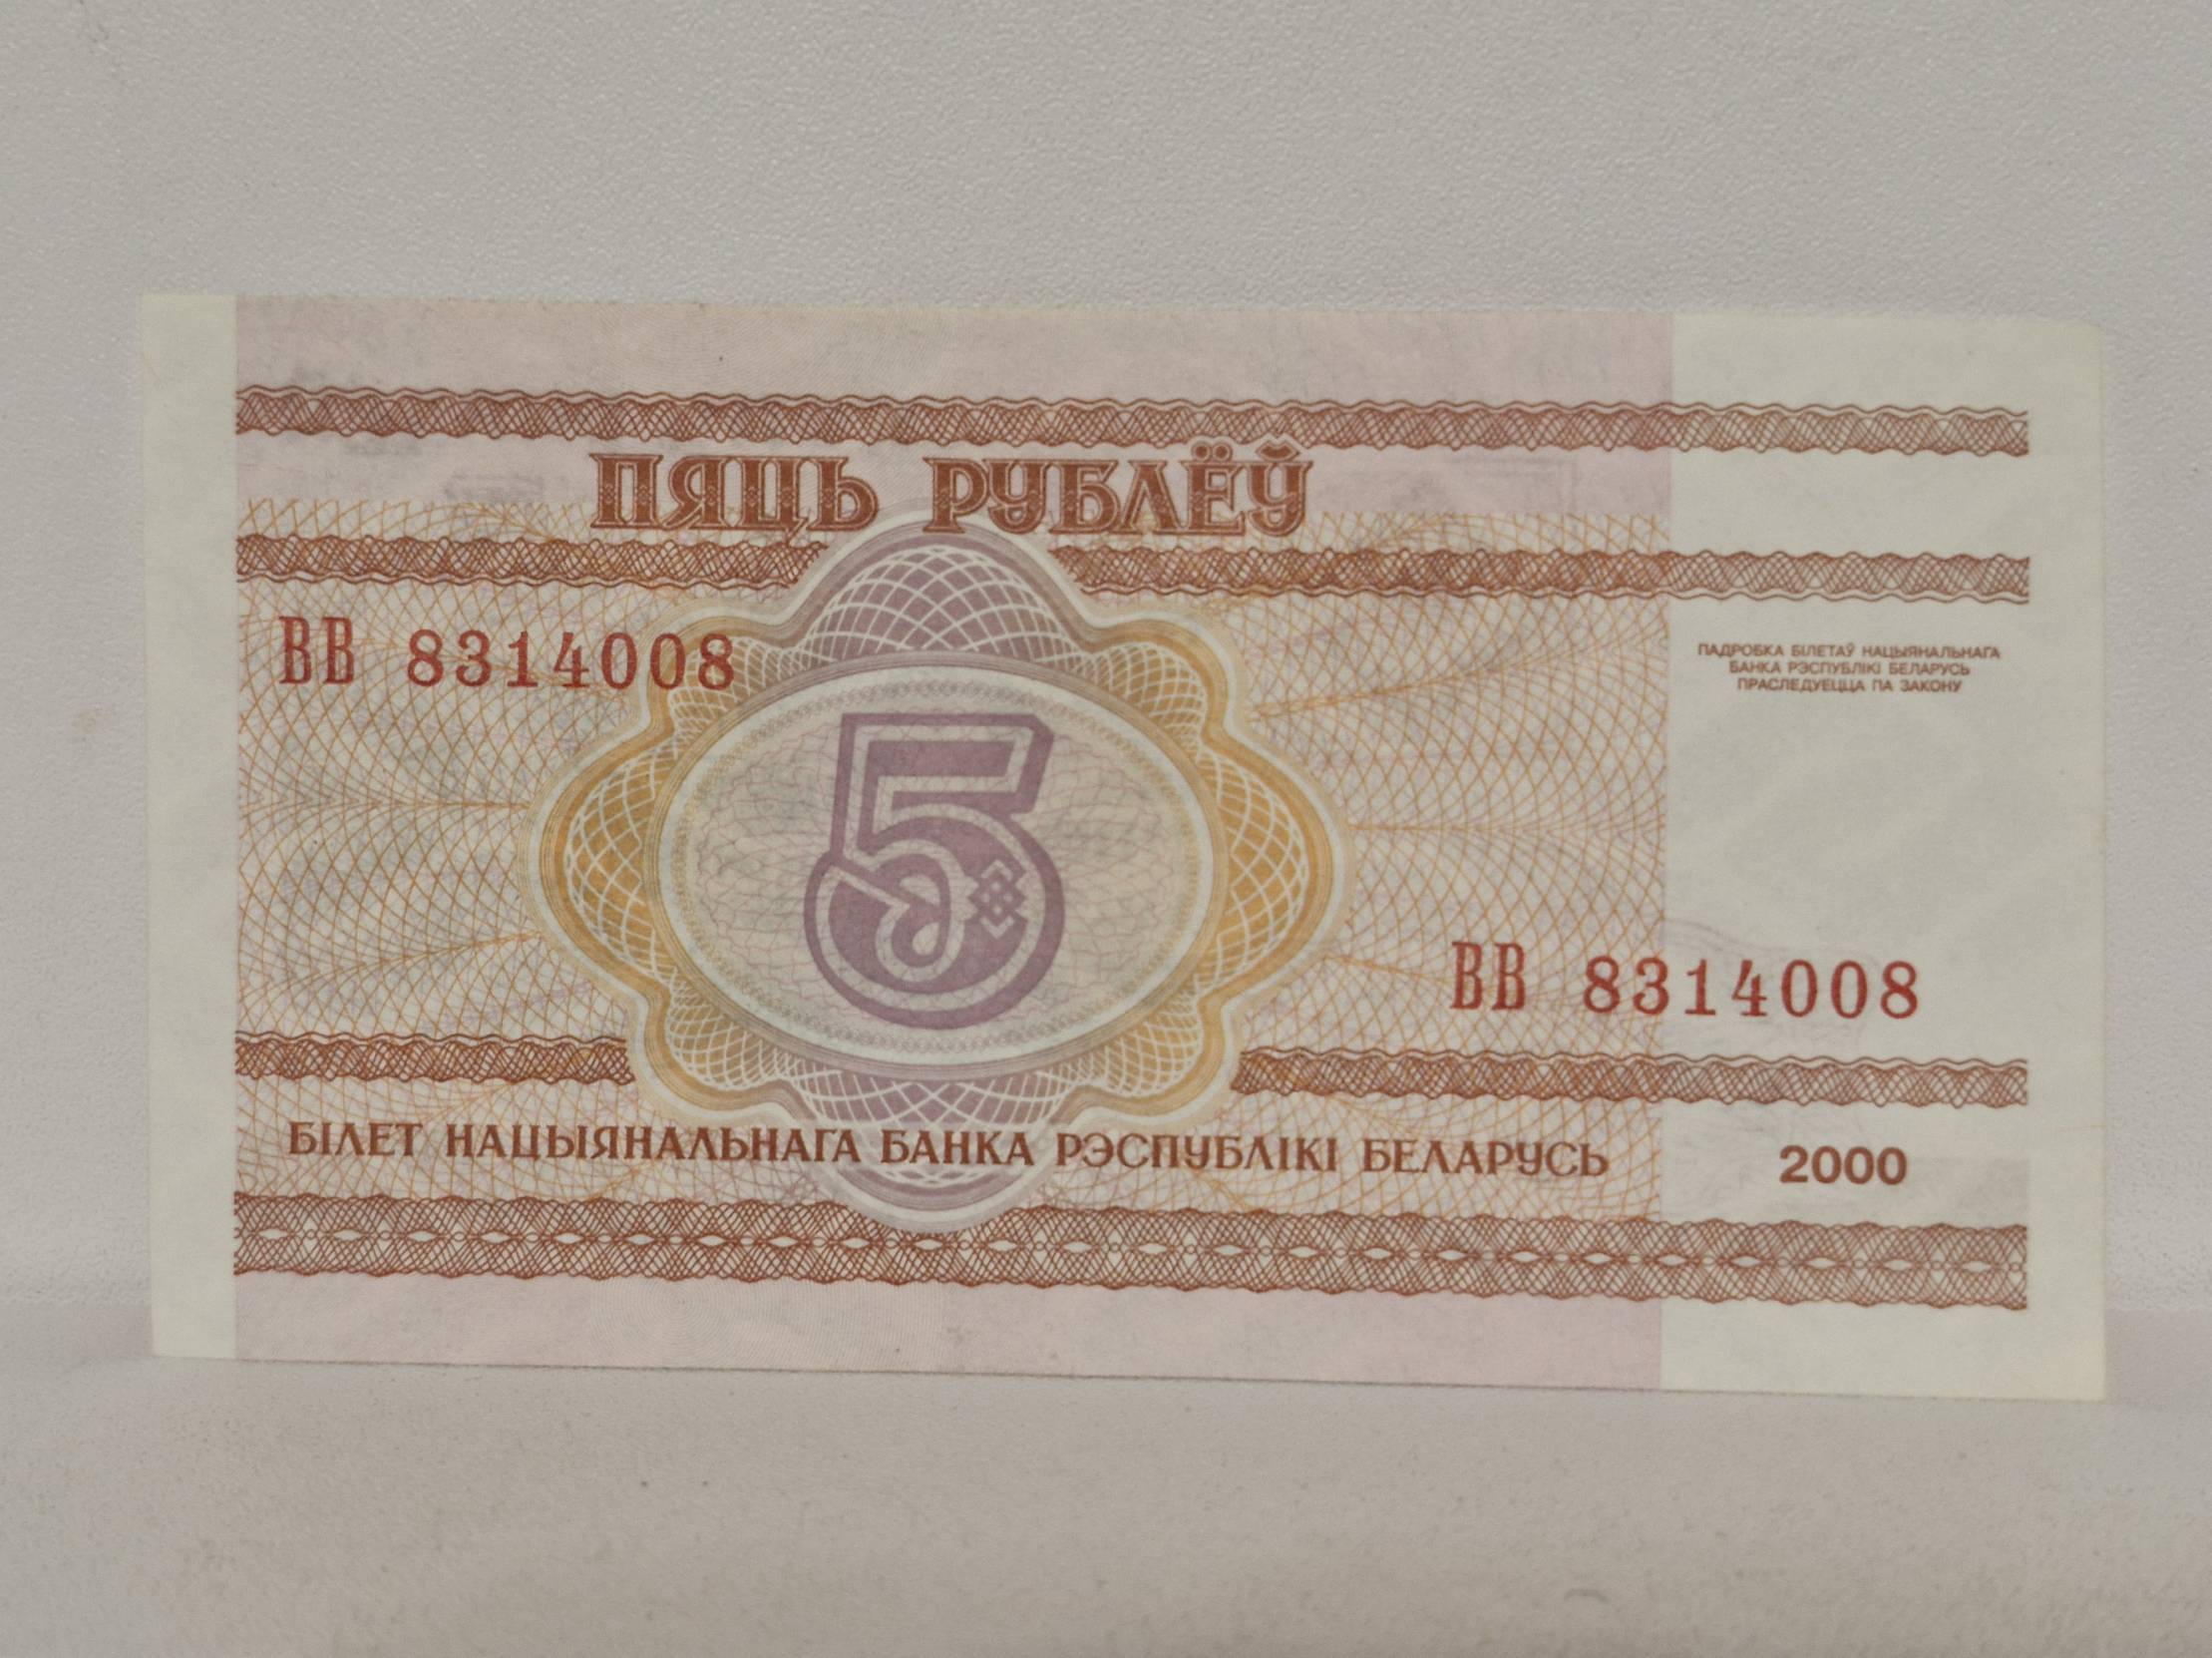 ПЯЦЬ РУБЛЁЎ
ВВ 8314008
ПАДРОБКА БІЛЕТАЎ НАЦЫЯНАЛЬНАГА
БАНКА РЭСПУБЛІКІ БЕЛАРУСЬ
ПРАСЛЕДУЕЦЦА ПА ЗАКОНУ
5
ВВ 8314008
БІЛЕТ НАЦЫЯНАЛЬНАГА БАНКА РЭСПУБЛІКІ БЕЛАРУСЬ
2000